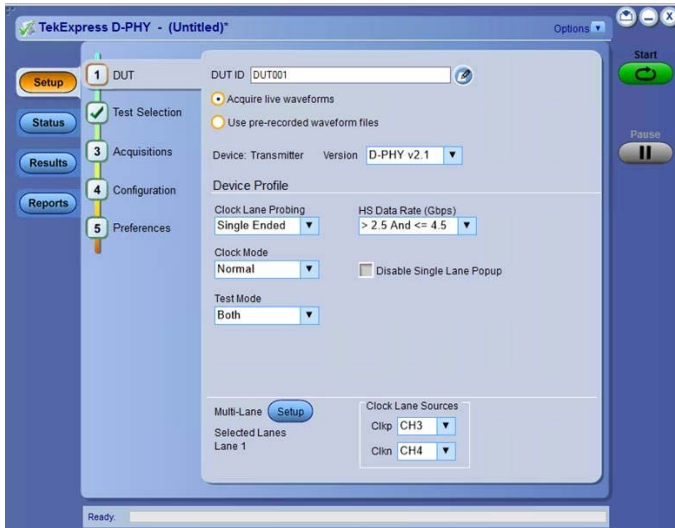 TekExpress D-PHY - (Untitled)*
Options
Start
Pause
Setup
Status
Results
Reports
1 DUT
Test Selection
3 Acquisitions
4 Configuration
5 Preferences
DUT ID DUT001
Acquire live waveforms
Use pre-recorded waveform files
Device: Transmitter Version D-PHY v2.1
Device Profile
Clock Lane Probing HS Data Rate (Gbps)
Single Ended > 2.5 And <= 4.5
Clock Mode
Normal Disable Single Lane Popup
Test Mode
Both
Multi-Lane Setup
Selected Lanes
Lane 1
Clock Lane Sources
Clkp CH3
Clkn CH4
Ready.